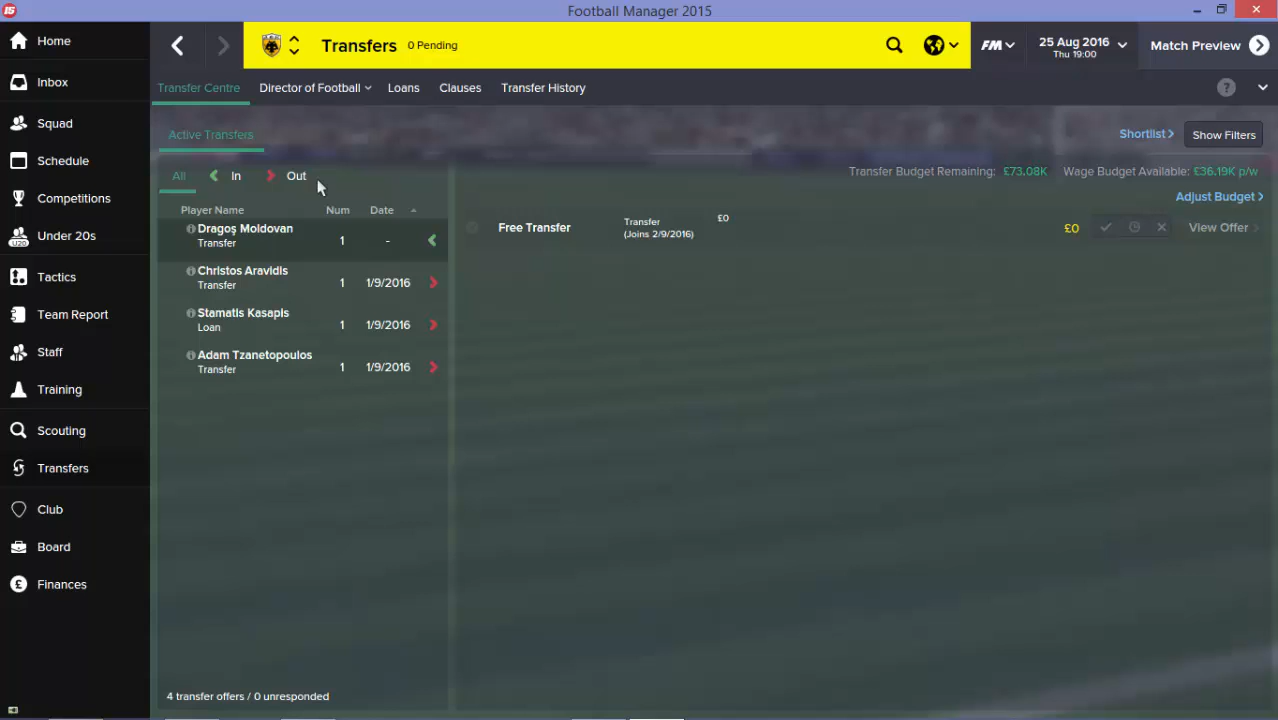 Football Manager 2015
15
Home
Transfers
0 Pending
FM
25 Aug 2016
Thu 19:00
Match Preview
Inbox
Transfer Centre
Director of Football
Loans
Clauses
Transfer History
?
Squad
Active Transfers
Shortlist
Show Filters
Schedule
All
In
Out
Transfer Budget Remaining: £73.08K
Wage Budget Available: £36.19K p/w
Competitions
Adjust Budget
Player Name
Num
Date
Under 20s
U20
Dragoş Moldovan
Transfer
1
-
Free Transfer
Transfer
(Joins 2/9/2016)
£0
£0
View Offer
Tactics
Christos Aravidis
Transfer
1
1/9/2016
Team Report
Stamatis Kasapis
Loan
1
1/9/2016
Staff
Adam Tzanetopoulos
Transfer
1
1/9/2016
Training
Scouting
Transfers
Club
Board
£
Finances
4 transfer offers / 0 unresponded